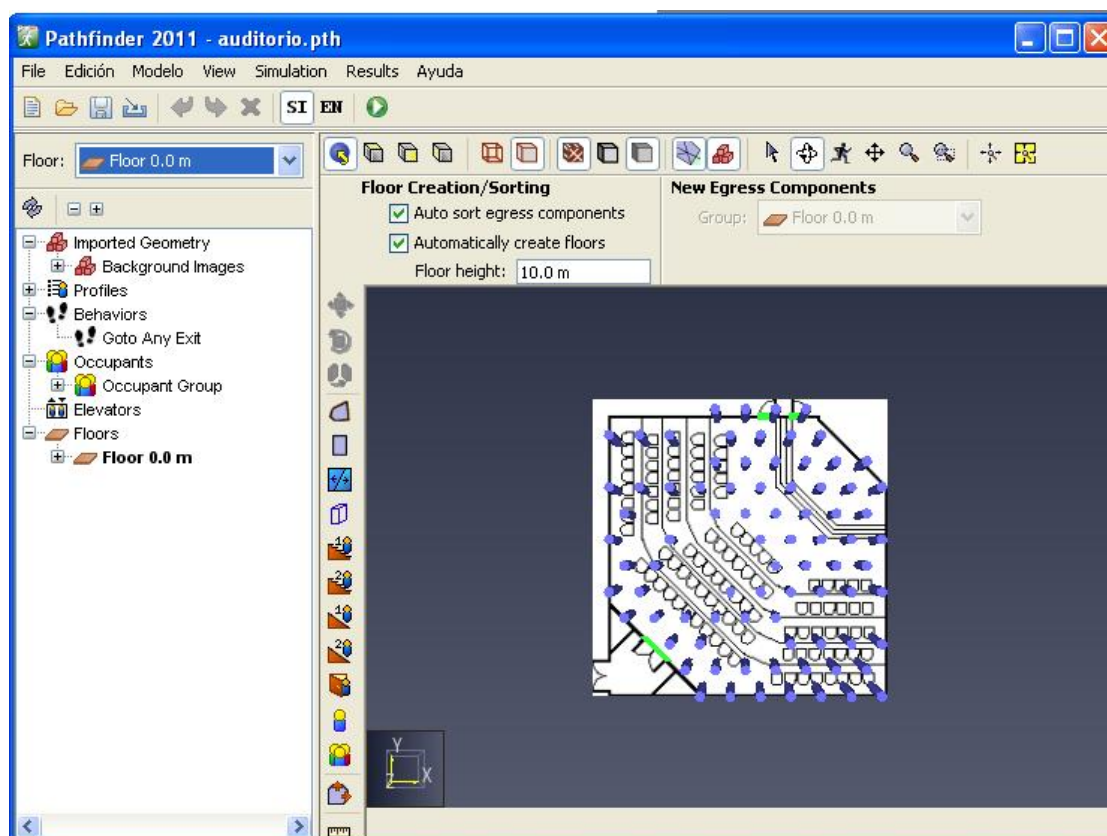 Pathfinder 2011 - auditorio.pth
File Edición Modelo View Simulation Results Ayuda
SI EN
Floor: Floor 0.0 m
Floor Creation/Sorting
Auto sort egress components
Automatically create floors
Floor height: 10.0 m
New Egress Components
Group: Floor 0.0 m
Imported Geometry
Background Images
Profiles
Behaviors
Goto Any Exit
Occupants
Occupant Group
Elevators
Floors
Floor 0.0 m
Y
Z X